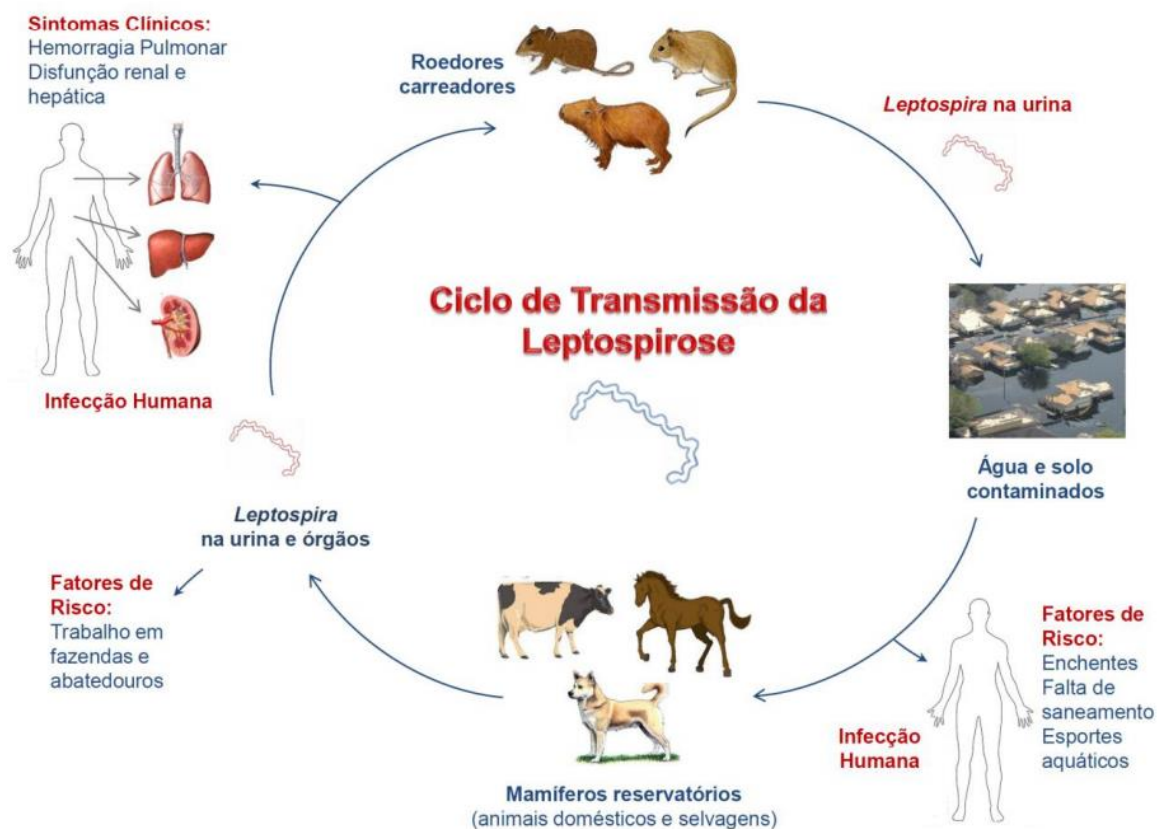 Sintomas Clínicos:
Hemorragia Pulmonar
Disfunção renal e
hepática
Roedores
carreadores
Leptospira na urina
Ciclo de Transmissão da
Leptospirose
Infecção Humana
Água e solo
contaminados
Leptospira
na urina e órgãos
Fatores de
Risco:
Trabalho em
fazendas e
abatedouros
Mamíferos reservatórios
(animais domésticos e selvagens)
Infecção
Humana
Fatores de
Risco:
Enchentes
Falta de
saneamento
Esportes
aquáticos